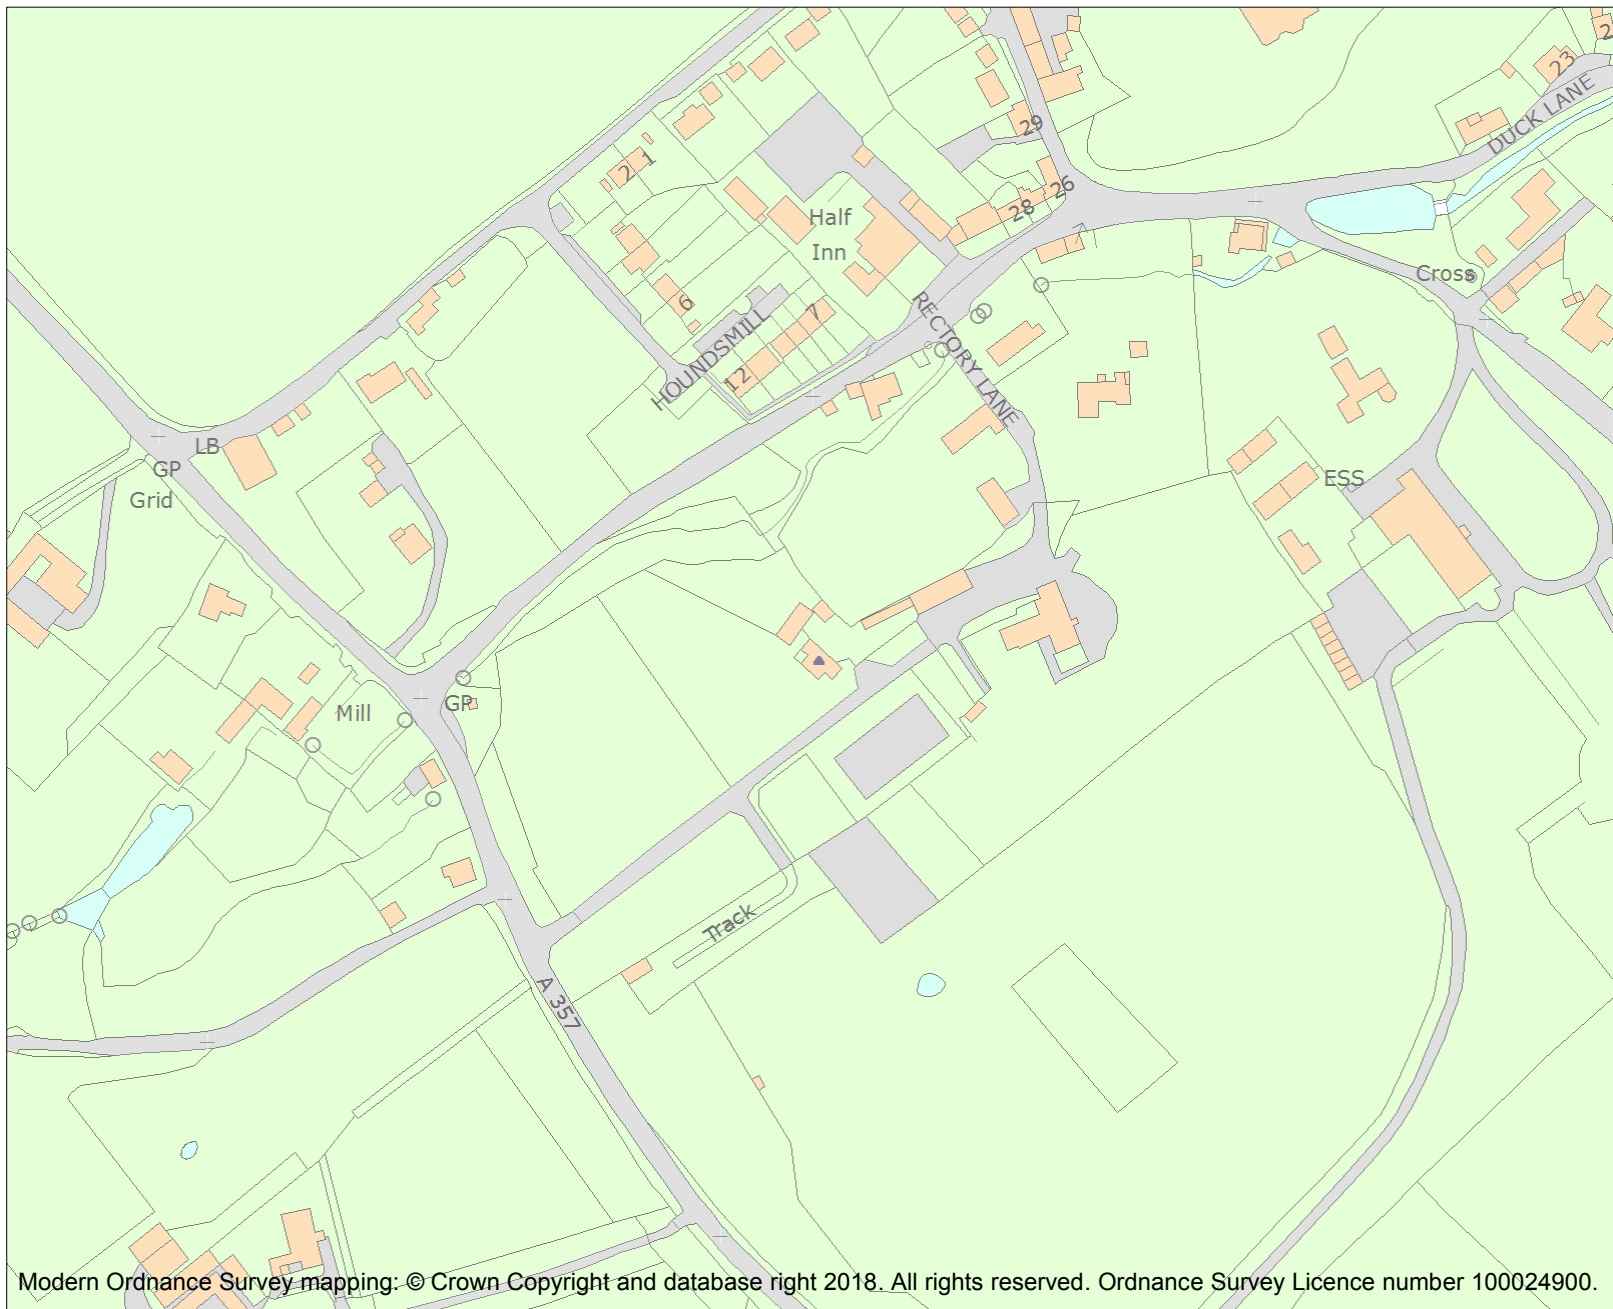 2
23
DUCK LANE
29
2 1
26
28
Half
Inn
Cross
6
7
RECTORY LANE
HOUNDSMILL
12
LB
GP
Grid
ESS
GP
Mill
Track
A 357
Modern Ordnance Survey mapping: © Crown Copyright and database right 2018. All rights reserved. Ordnance Survey Licence number 100024900.